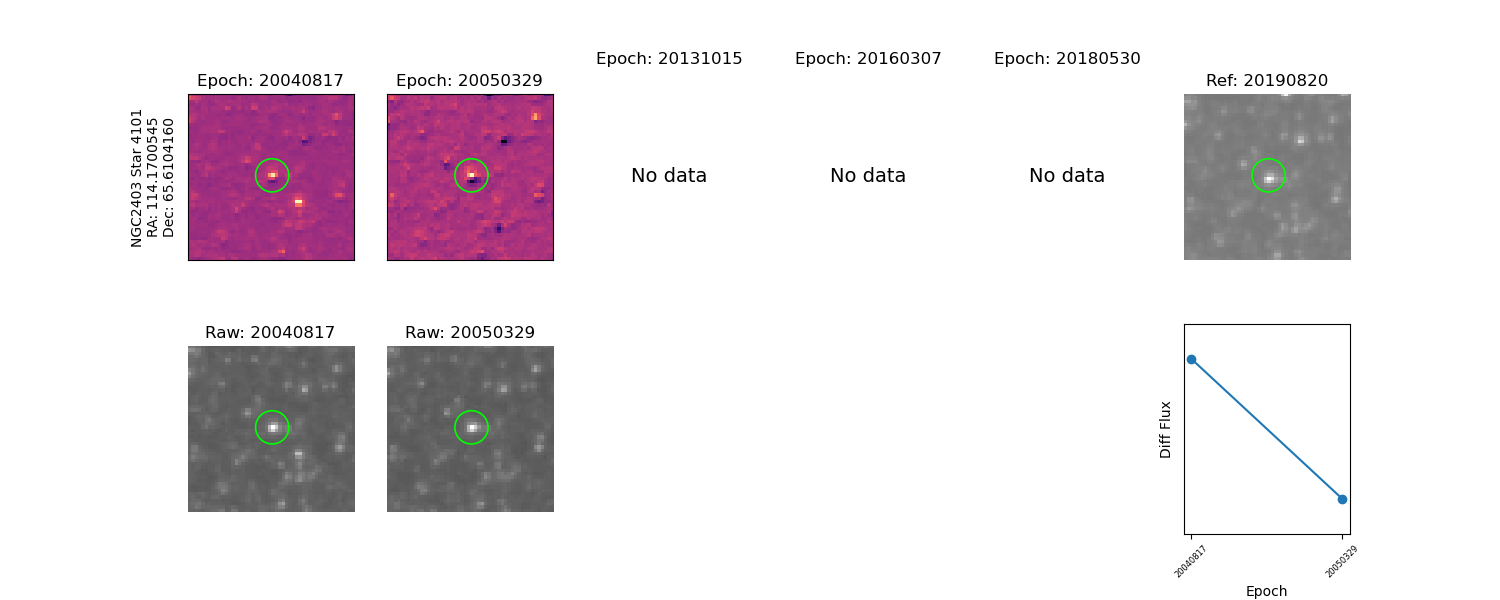 Epoch: 20040817
Epoch: 20050329
Epoch: 20131015
Epoch: 20160307
Epoch: 20180530
Ref: 20190820
NGC2403 Star 4101
RA: 114.1700545
Dec: 65.6104160
No data
No data
No data
Raw: 20040817
Raw: 20050329
Diff Flux
20040817
20050329
Epoch